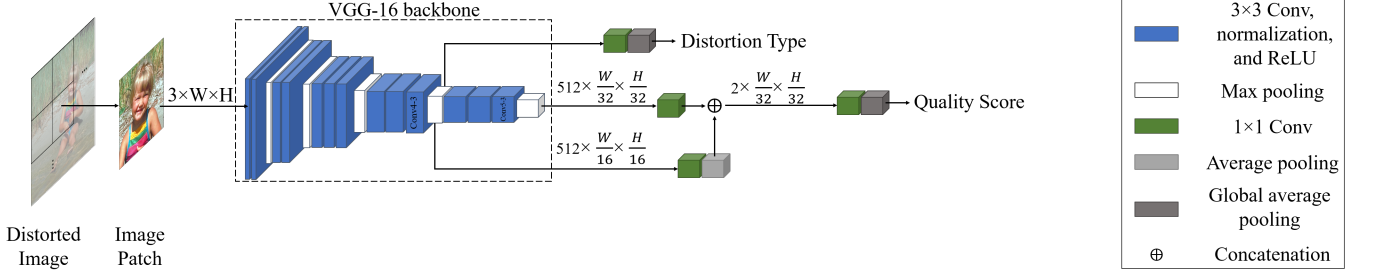 VGG-16 backbone
3×W×H
Conv4-3
Conv5-3
Distortion Type
512× W/32 × H/32
2× W/32 × H/32
Quality Score
512× W/16 × H/16
Distorted
Image
Image
Patch
3×3 Conv,
normalization,
and ReLU
Max pooling
1×1 Conv
Average pooling
Global average
pooling
⊕ Concatenation